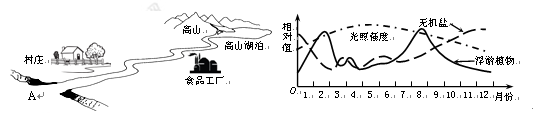 高山
高山湖泊
村庄
食品工厂
A
相对值
无机盐
光照强度
浮游植物
0 1 2 3 4 5 6 7 8 9 10 11 12 月份